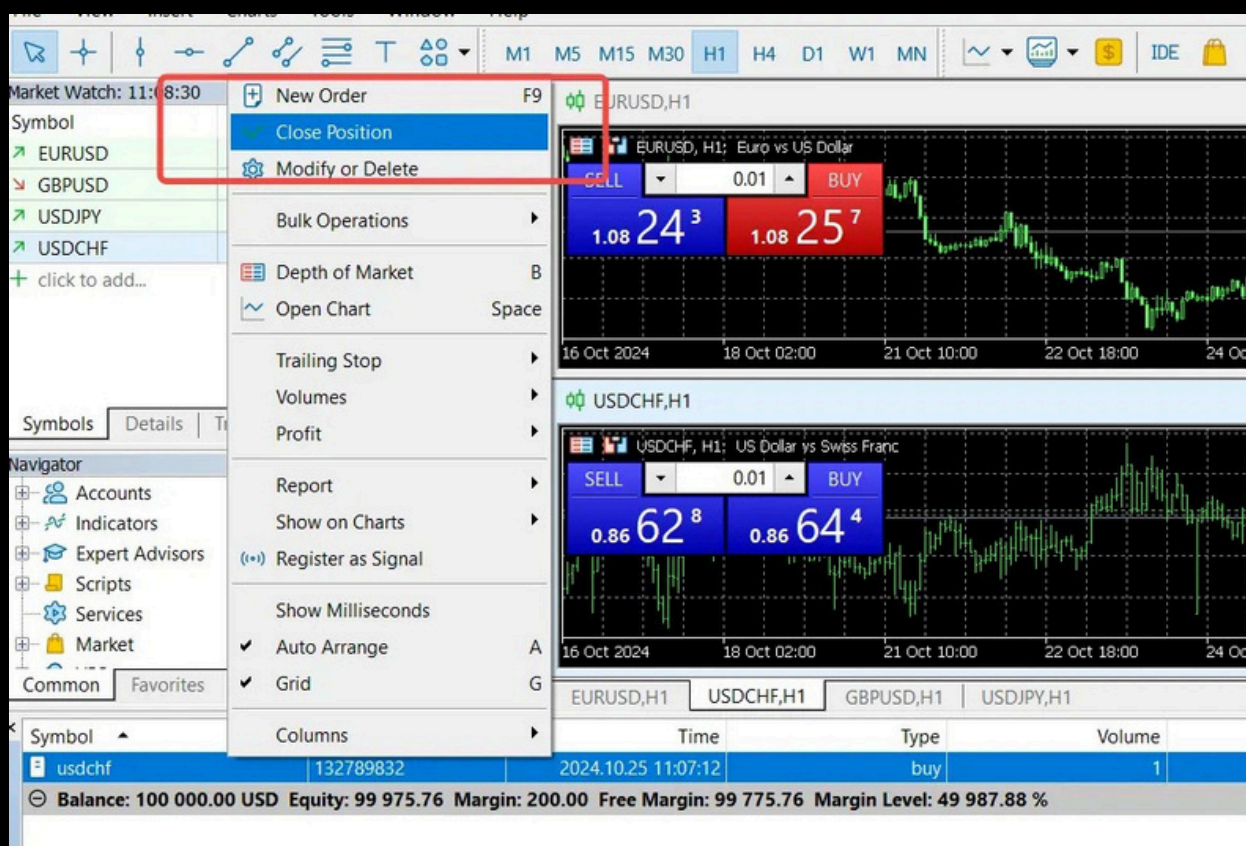 View Insert Charts Tools Window Help
M1 M5 M15 M30 H1 H4 D1 W1 MN IDE
Market Watch: 11:08:30
Symbol
EURUSD
GBPUSD
USDJPY
USDCHF
click to add...
Symbols Details
New Order F9
Close Position
Modify or Delete
Bulk Operations
Depth of Market B
Open Chart Space
Trailing Stop
Volumes
Profit
Report
Show on Charts
Register as Signal
Show Milliseconds
Auto Arrange A
Grid G
Columns
Navigator
Accounts
Indicators
Expert Advisors
Scripts
Services
Market
Common Favorites
EURUSD,H1
EURUSD, H1: Euro vs US Dollar
SELL 0.01 BUY
1.08 24 3 1.08 25 7
16 Oct 2024 18 Oct 02:00 21 Oct 10:00 22 Oct 18:00 24
USDCHF,H1
USDCHF, H1: US Dollar vs Swiss Franc
SELL 0.01 BUY
0.86 62 8 0.86 64 4
16 Oct 2024 18 Oct 02:00 21 Oct 10:00 22 Oct 18:00 24
EURUSD,H1 USDCHF,H1 GBPUSD,H1 USDJPY,H1
Symbol Time Type Volume
usdchf 132789832 2024.10.25 11:07:12 buy 1
Balance: 100 000.00 USD Equity: 99 975.76 Margin: 200.00 Free Margin: 99 775.76 Margin Level: 49 987.88 %